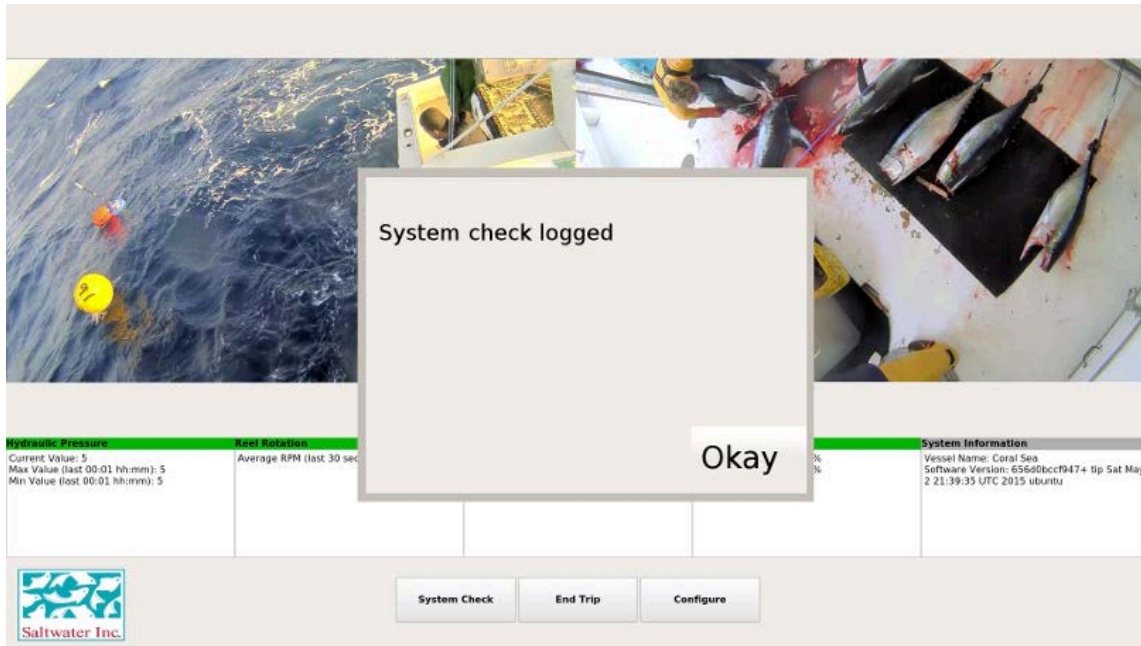 System check logged
Okay
Hydraulic Pressure
Current Value: 5
Max Value (last 00:01 hh:mm): 5
Min Value (last 00:01 hh:mm): 5
Reel Rotation
Average RPM (last 30 sec
%
%
System Information
Vessel Name: Coral Sea
Software Version: 656d0bccf947+ tip Sat May
2 21:39:35 UTC 2015 ubuntu
Saltwater Inc.
System Check
End Trip
Configure